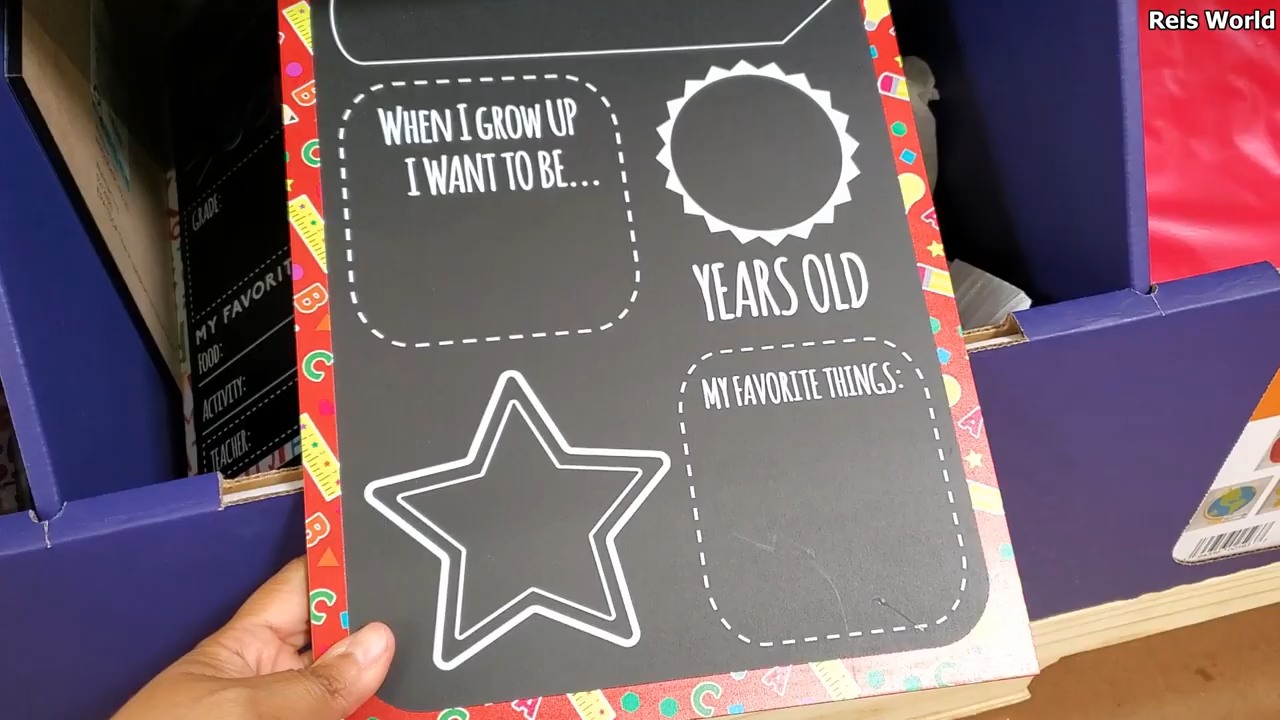 Reis World
WHEN I GROW UP
I WANT TO BE...
YEARS OLD
MY FAVORITE THINGS:
GRADE:
MY FAVORIT
FOOD:
ACTIVITY:
TEACHER: